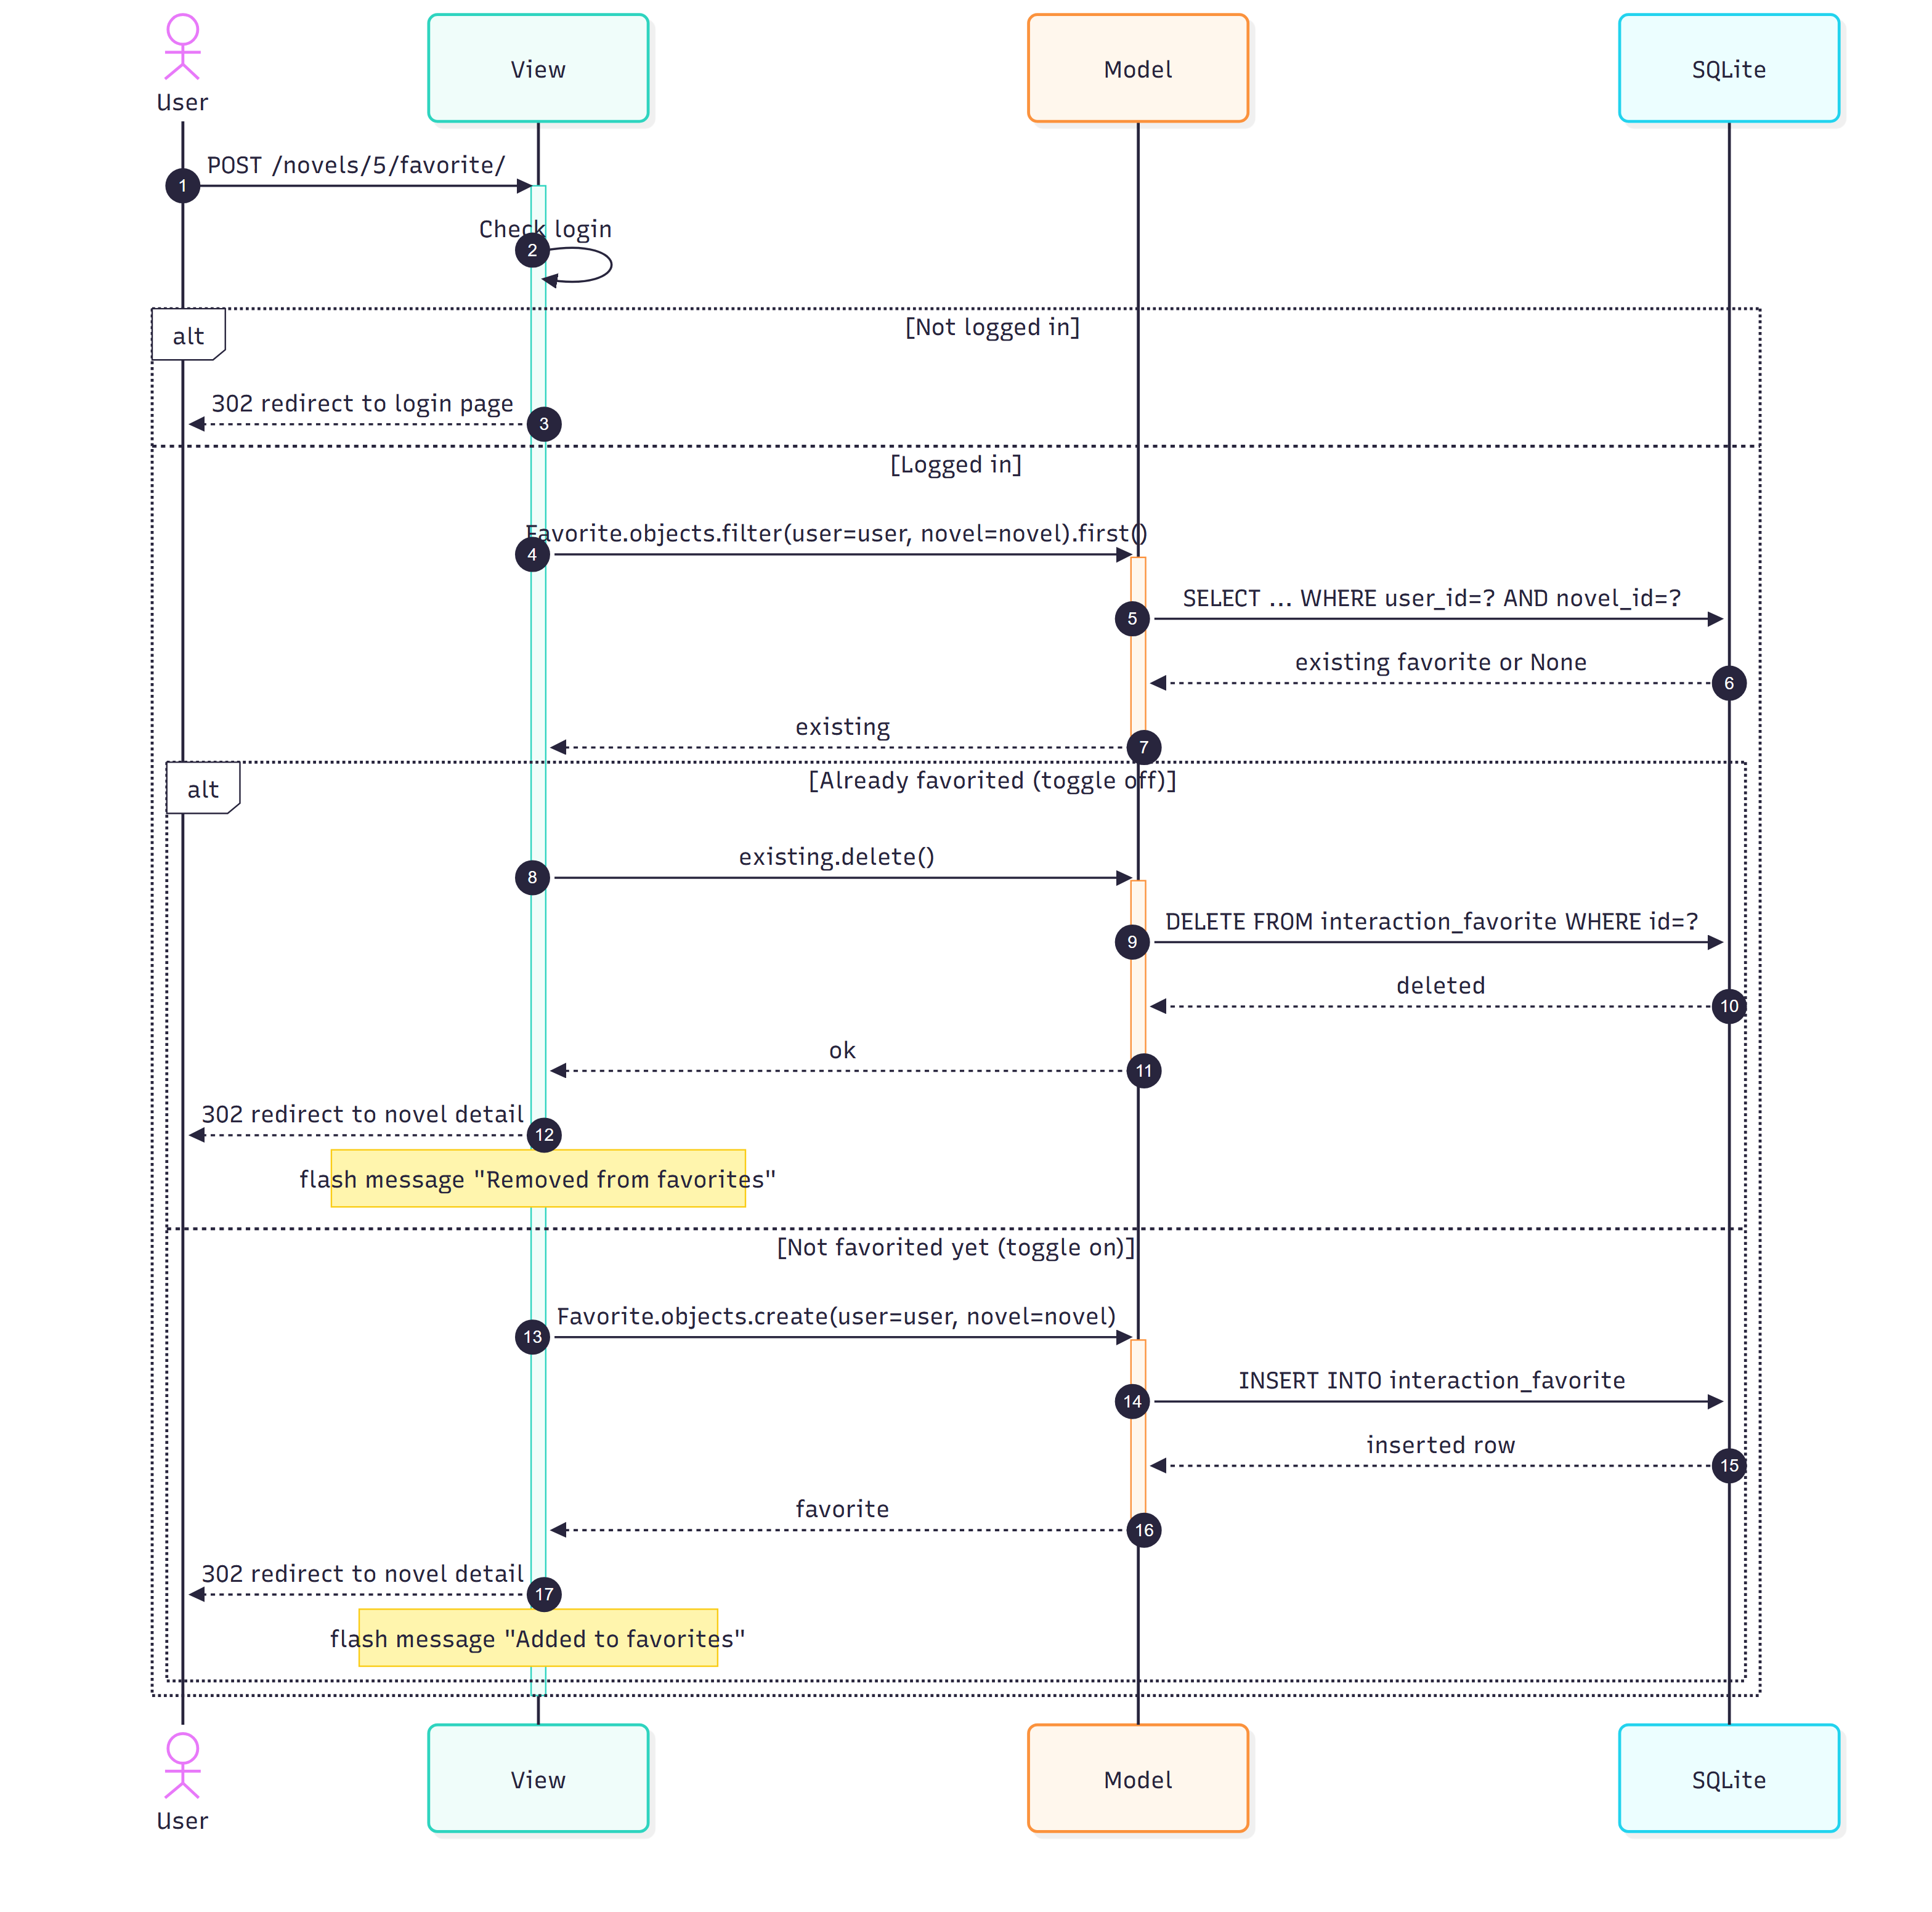 User
View
Model
SQLite
POST /novels/5/favorite/
1
Check login
2
alt
[Not logged in]
302 redirect to login page
3
[Logged in]
Favorite.objects.filter(user=user, novel=novel).first()
4
SELECT ... WHERE user_id=? AND novel_id=?
5
existing favorite or None
6
existing
7
alt
[Already favorited (toggle off)]
existing.delete()
8
DELETE FROM interaction_favorite WHERE id=?
9
deleted
10
ok
11
302 redirect to novel detail
12
flash message "Removed from favorites"
[Not favorited yet (toggle on)]
Favorite.objects.create(user=user, novel=novel)
13
INSERT INTO interaction_favorite
14
inserted row
15
favorite
16
302 redirect to novel detail
17
flash message "Added to favorites"
User
View
Model
SQLite